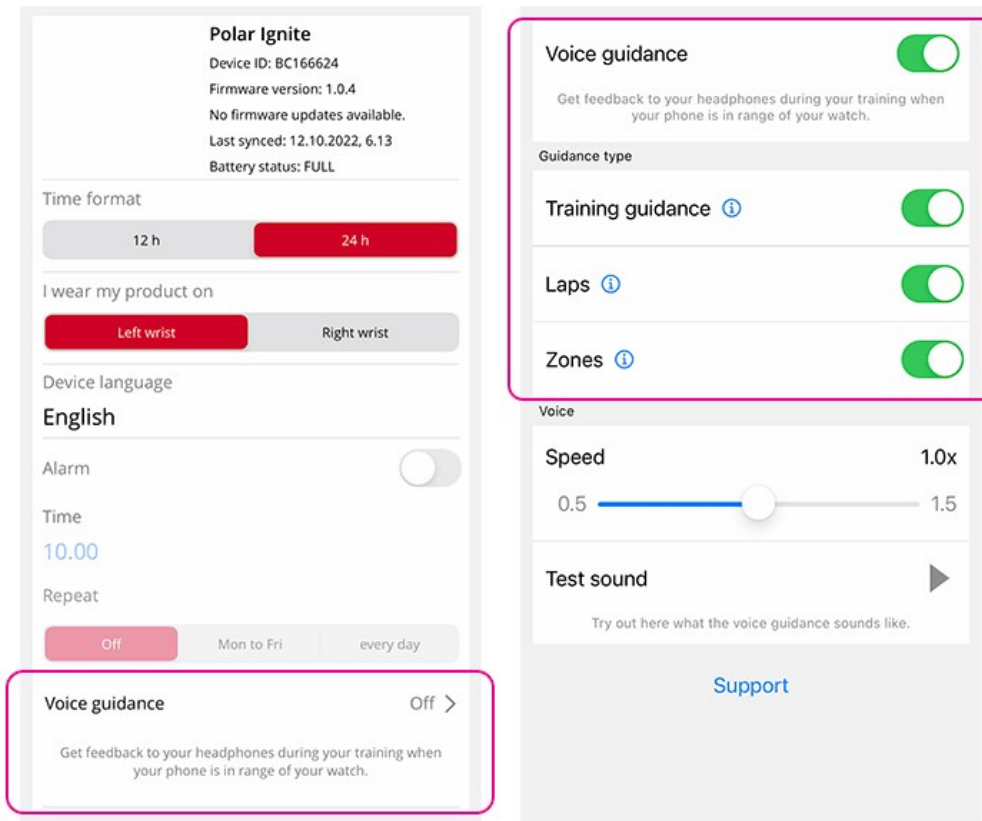 Polar Ignite
Device ID: BC166624
Firmware version: 1.0.4
No firmware updates available.
Last synced: 12.10.2022, 6.13
Battery status: FULL
Time format
12 h
24 h
I wear my product on
Left wrist
Right wrist
Device language
English
Alarm
Time
10.00
Repeat
Off
Mon to Fri
every day
Voice guidance
Off
Get feedback to your headphones during your training when
your phone is in range of your watch.
Voice guidance
Get feedback to your headphones during your training when
your phone is in range of your watch.
Guidance type
Training guidance
Laps
Zones
Voice
Speed
1.0x
0.5
1.5
Test sound
Try out here what the voice guidance sounds like.
Support